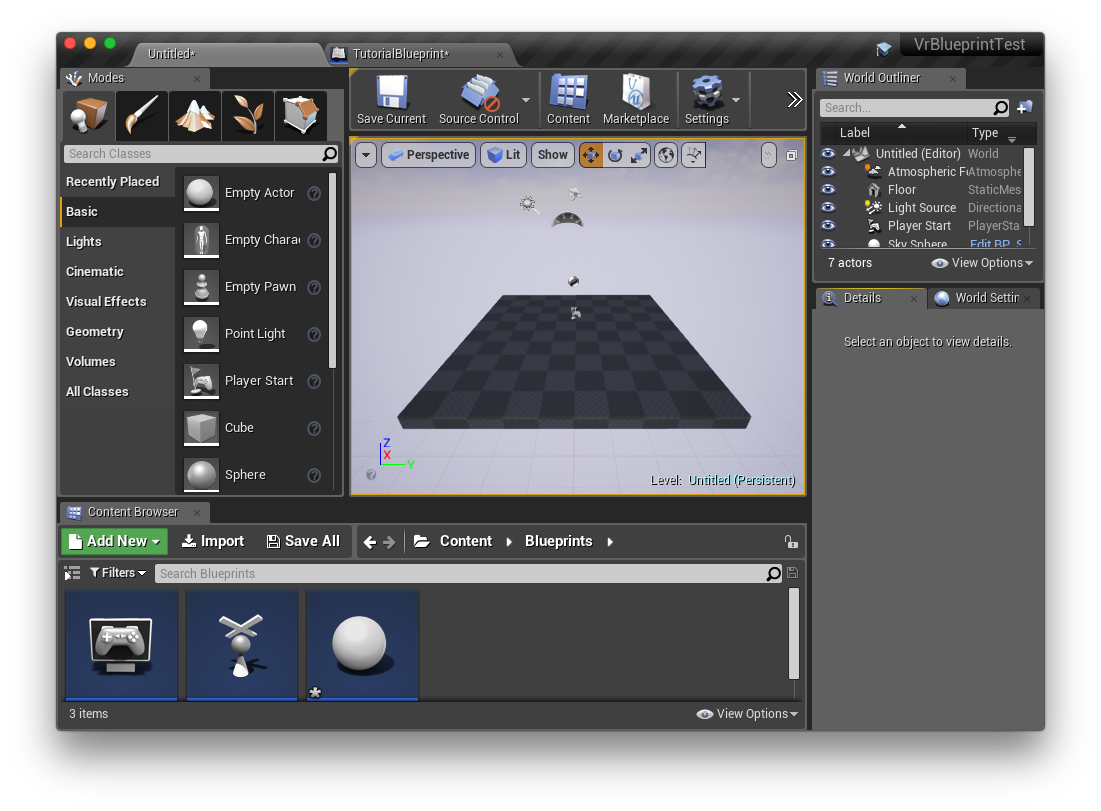 Untitled*
TutorialBlueprint*
VrBlueprintTest
Modes
Search Classes
Recently Placed
Basic
Lights
Cinematic
Visual Effects
Geometry
Volumes
All Classes
Empty Actor
Empty Chara
Empty Pawn
Point Light
Player Start
Cube
Sphere
Save Current
Source Control
Content
Marketplace
Settings
Perspective
Lit
Show
Z
X
Y
Level: Untitled (Persistent)
World Outliner
Search...
Label Type
Untitled (Editor) World
Atmospheric Fo Atmosphe
Floor StaticMes
Light Source Directiona
Player Start PlayerSta
Sky Sphere Edit BP_S
7 actors
View Options
Details
World Settin
Select an object to view details.
Content Browser
Add New
Import
Save All
Content
Blueprints
Filters
Search Blueprints
3 items
View Options